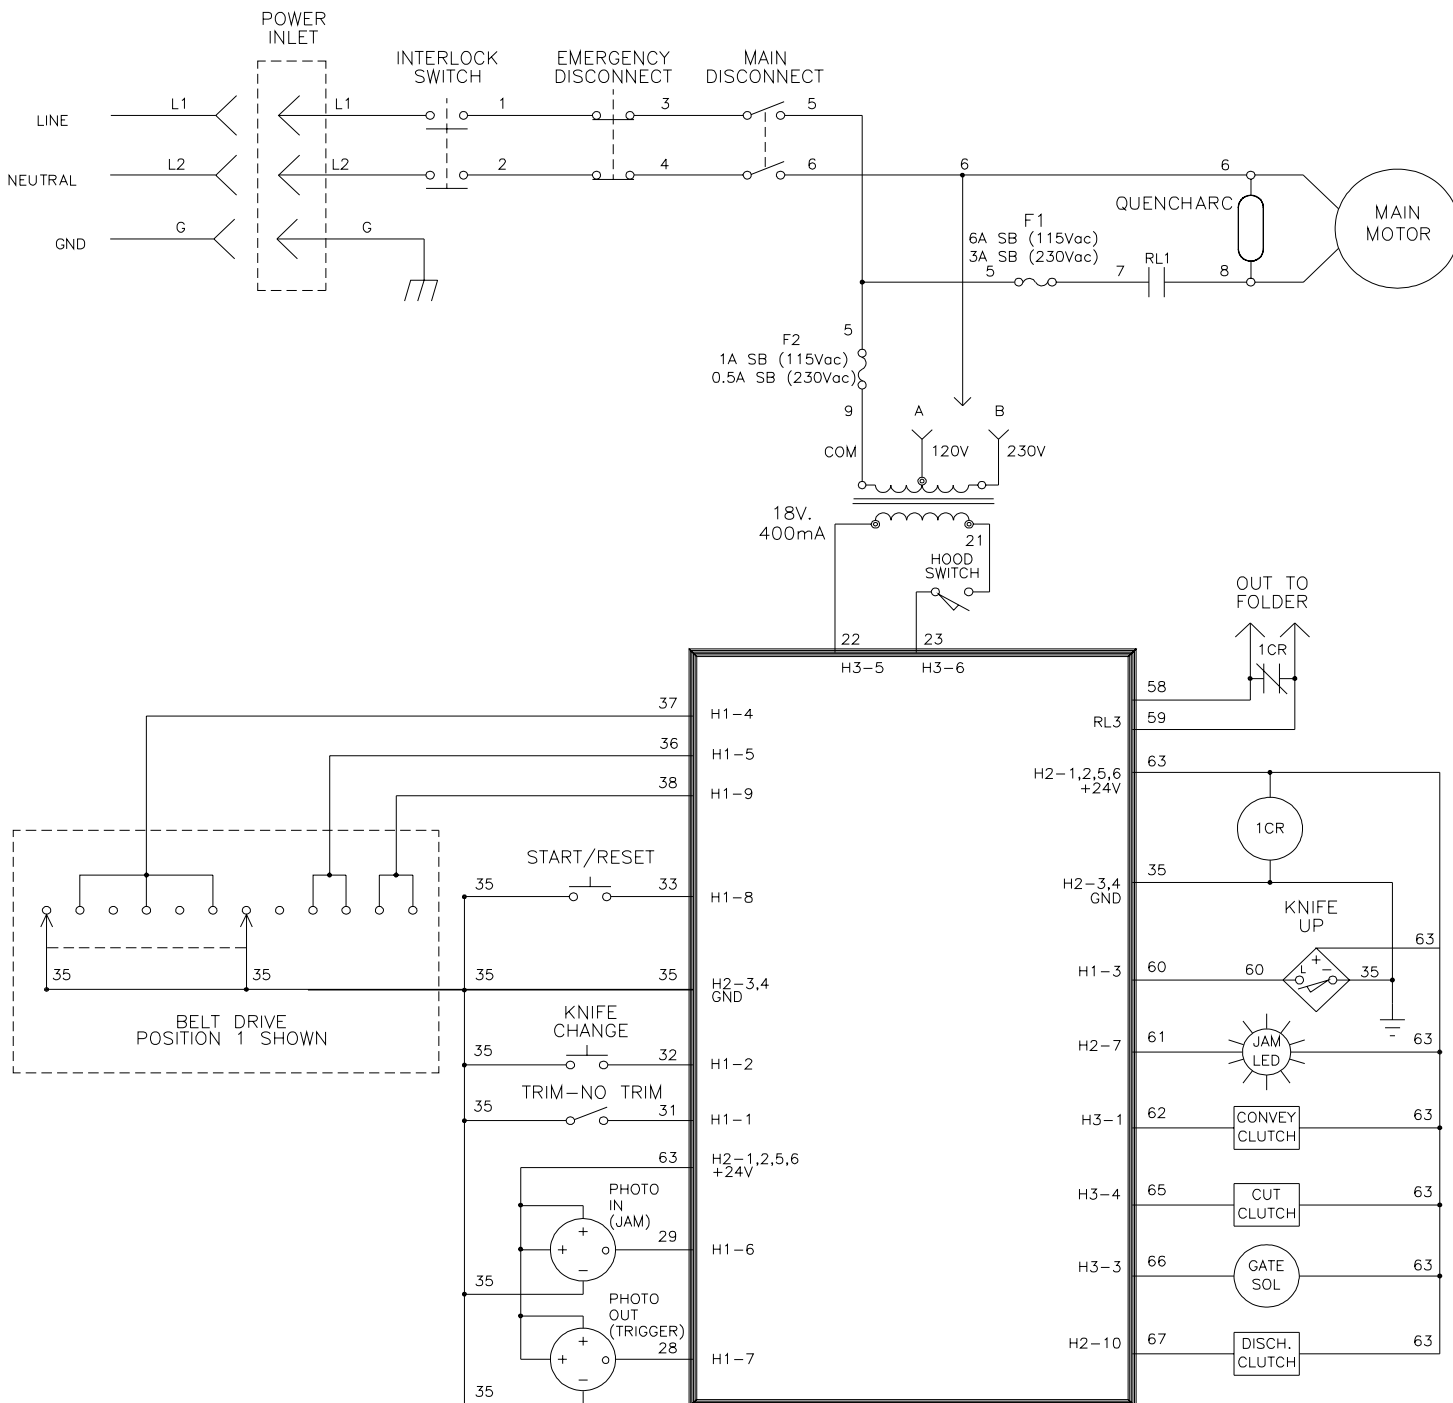 POWER
INLET
INTERLOCK
SWITCH
EMERGENCY
DISCONNECT
MAIN
DISCONNECT
LINE
L1
L1
1
3
5
NEUTRAL
L2
L2
2
4
6
6
6
GND
G
G
QUENCHARC
MAIN
MOTOR
F1
6A SB (115Vac)
3A SB (230Vac)
5
7
RL1
8
5
F2
1A SB (115Vac)
0.5A SB (230Vac)
9
A
B
COM
120V
230V
18V.
400mA
21
HOOD
SWITCH
22
23
H3-5
H3-6
OUT TO
FOLDER
1CR
58
RL3
59
37
H1-4
36
H1-5
38
H1-9
H2-1,2,5,6
+24V
63
1CR
START/RESET
35
33
H1-8
H2-3,4
GND
35
KNIFE
UP
63
35
35
35
35
H2-3,4
GND
H1-3
60
60
L
+
-
35
BELT DRIVE
POSITION 1 SHOWN
KNIFE
CHANGE
35
32
H1-2
H2-7
61
JAM
LED
63
TRIM-NO TRIM
35
31
H1-1
H3-1
62
CONVEY
CLUTCH
63
63
H2-1,2,5,6
+24V
PHOTO
IN
(JAM)
+
+
-
29
H1-6
35
H3-4
65
CUT
CLUTCH
63
H3-3
66
GATE
SOL
63
PHOTO
OUT
(TRIGGER)
+
+
-
28
H1-7
35
H2-10
67
DISCH.
CLUTCH
63